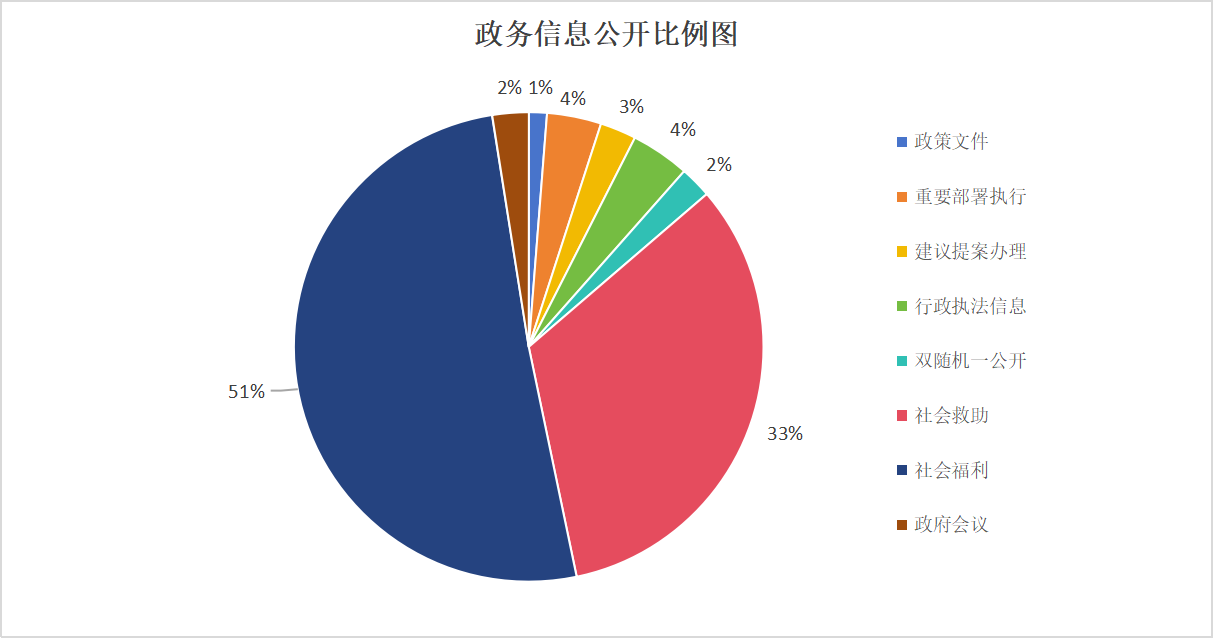 政务信息公开比例图
2% 1%
4%
3%
4%
2%
33%
51%
政策文件
重要部署执行
建议提案办理
行政执法信息
双随机一公开
社会救助
社会福利
政府会议